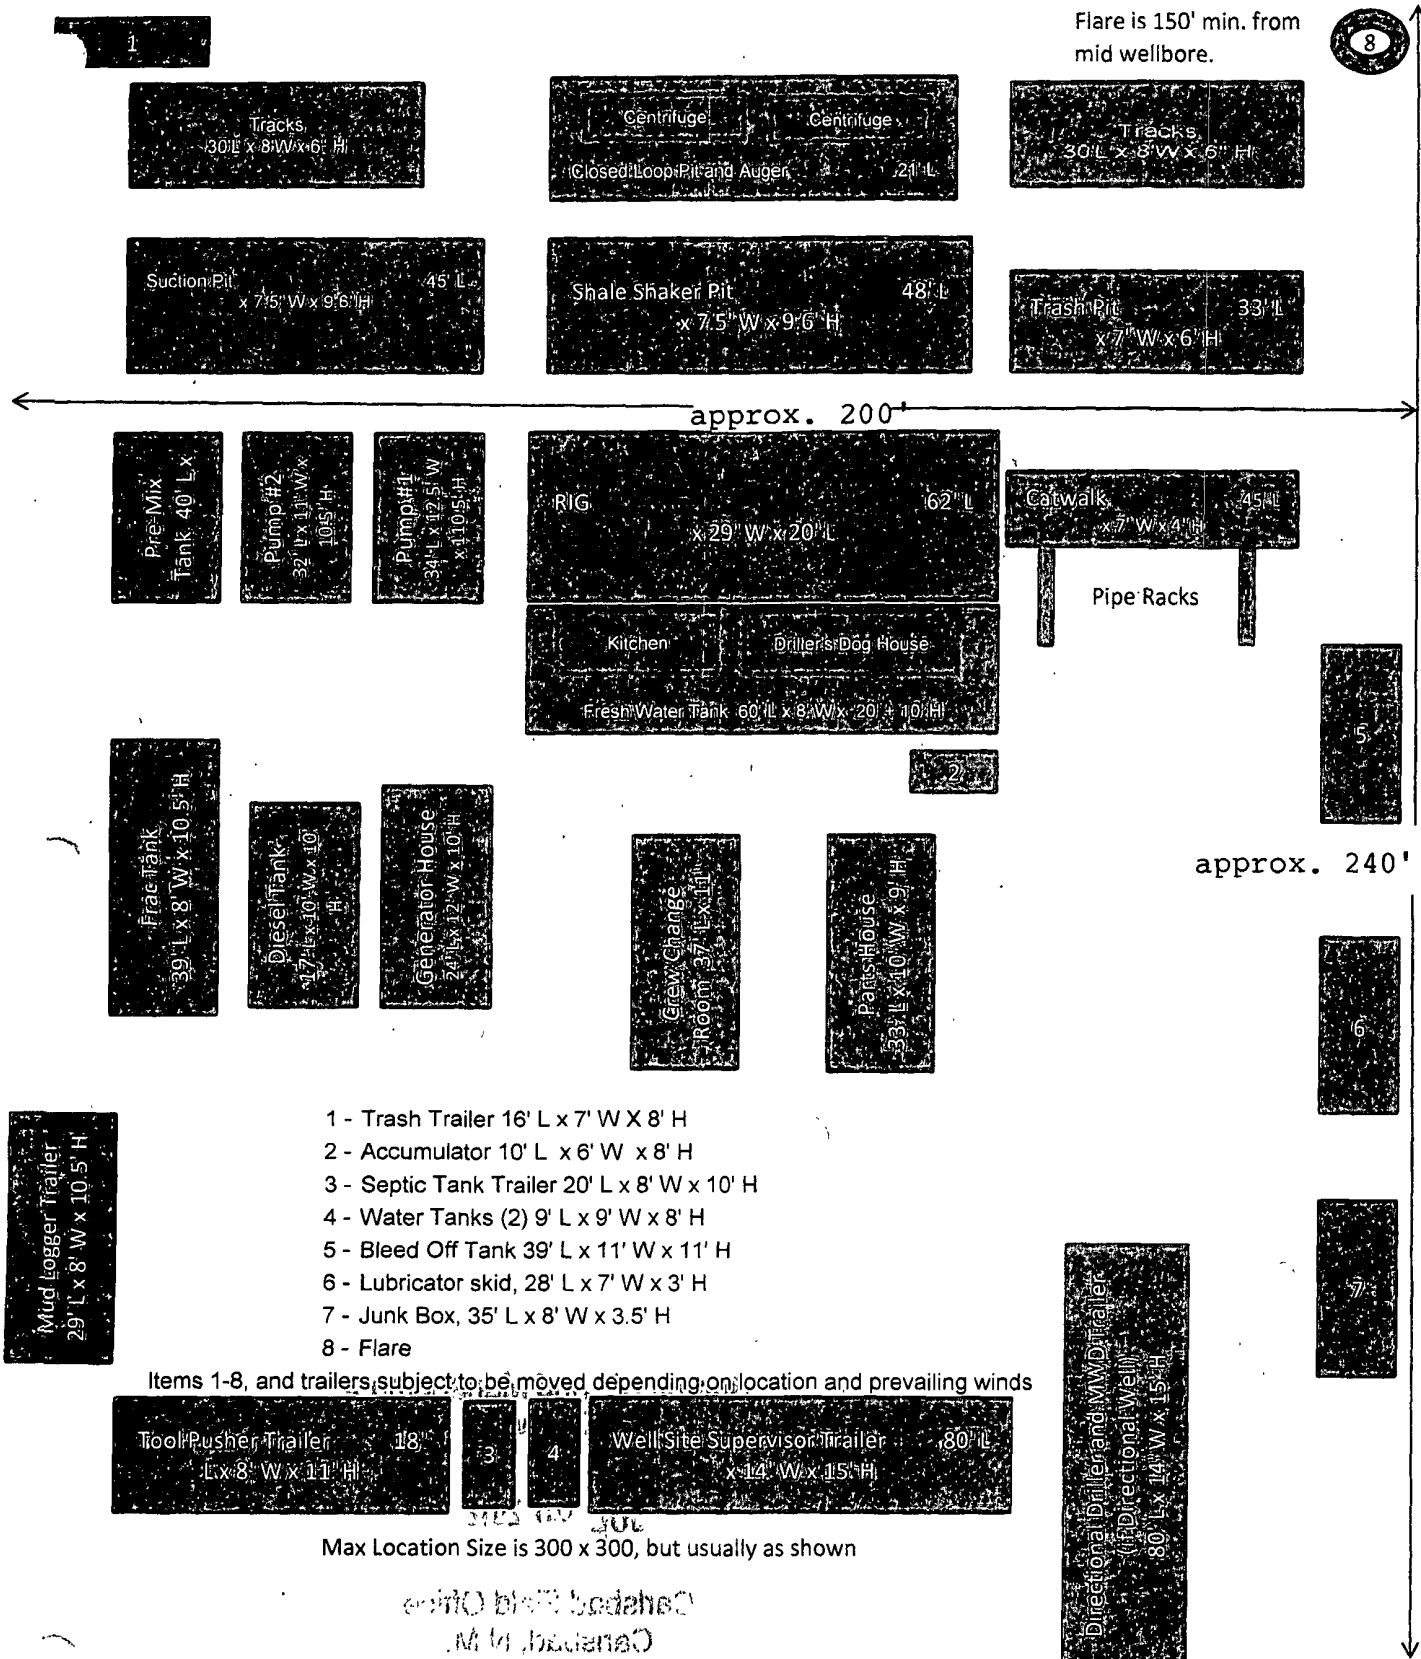 Flare is 150' min. from
mid wellbore.
1
8
Tracks
30'L x 8'W x 6' H
Centrifuge
Centrifuge
Closed Loop Pit and Auger 21' L
Tracks
30'L x 8'W x 6" H
Suction Pit 45' L
x 7.5' W x 9.6' H
Shale Shaker Pit 48' L
x 7.5' W x 9.6' H
Trash Pit 33' L
x 7' W x 6' H
approx. 200'
Pre-Mix
Tank 40' L x
Pump #2
32' L x 11' W x
10.5' H
Pump #1
34' L x 12.5' W
x 110.5' H
RIG 62' L
x 29' W x 20' L
Catwalk 45' L
x 7' W x 4' H
Pipe Racks
Kitchen
Driller's Dog House
Fresh Water Tank 60' L x 8' W x 20 + 10' H
2
5
Frac Tank
39' L x 8' W x 10.5' H
Diesel Tank
17' L x 10' W x 10'
H
Generator House
24' L x 12' W x 10' H
Crew Change
Room 37' L x 11'
Parts House
33' L x 10' W x 9' H
approx. 240'
6
Mud Logger Trailer
29' L x 8' W x 10.5' H
1 - Trash Trailer 16' L x 7' W X 8' H
2 - Accumulator 10' L x 6' W x 8' H
3 - Septic Tank Trailer 20' L x 8' W x 10' H
4 - Water Tanks (2) 9' L x 9' W x 8' H
5 - Bleed Off Tank 39' L x 11' W x 11' H
6 - Lubricator skid, 28' L x 7' W x 3' H
7 - Junk Box, 35' L x 8' W x 3.5' H
8 - Flare
7
Directional Driller and MWD Trailer
(if Directional Well)
80' L x 14' W x 15' H
Items 1-8, and trailers subject to be moved depending on location and prevailing winds
Tool Pusher Trailer 18'
L x 8' W x 11' H
3
4
Well Site Supervisor Trailer 80' L
x 14' W x 15' H
Max Location Size is 300 x 300, but usually as shown
Carlsbad Field Office
Carlsbad, N.M.